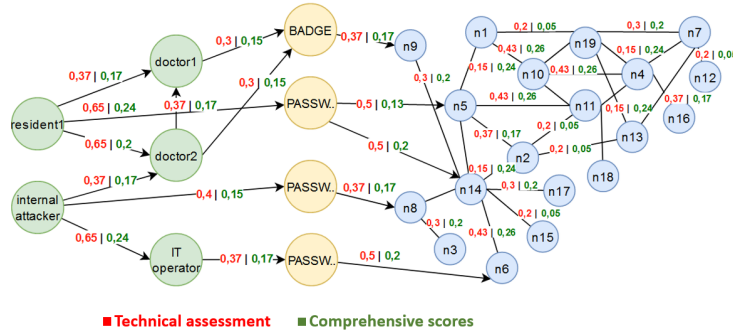 BADGE
0,37 | 0,17
n9
n1
0,2 | 0,05
n19
0,3 | 0,2
n7
doctor1
0,3 | 0,15
0,43 | 0,26
0,15 | 0,24
0,2 | 0,05
n10
0,43 | 0,26
n4
n12
0,37 | 0,17
0,3 | 0,15
0,3 | 0,2
0,15 | 0,24
0,65 | 0,24
0,37 | 0,17
PASSW..
0,5 | 0,13
n5
0,43 | 0,26
n11
0,15 | 0,24
0,37 | 0,17
n16
resident1
0,65 | 0,2
doctor2
0,5 | 0,2
0,37 | 0,17
0,2 | 0,05
n13
n2
0,2 | 0,05
n18
0,37 | 0,17
0,15 | 0,24
internal
attacker
0,4 | 0,15
PASSW..
0,37 | 0,17
n14
0,3 | 0,2
n17
n8
0,2 | 0,05
0,3 | 0,2
0,43 | 0,26
n15
n3
0,65 | 0,24
IT
operator
0,37 | 0,17
PASSW..
0,5 | 0,2
n6
Technical assessment
Comprehensive scores